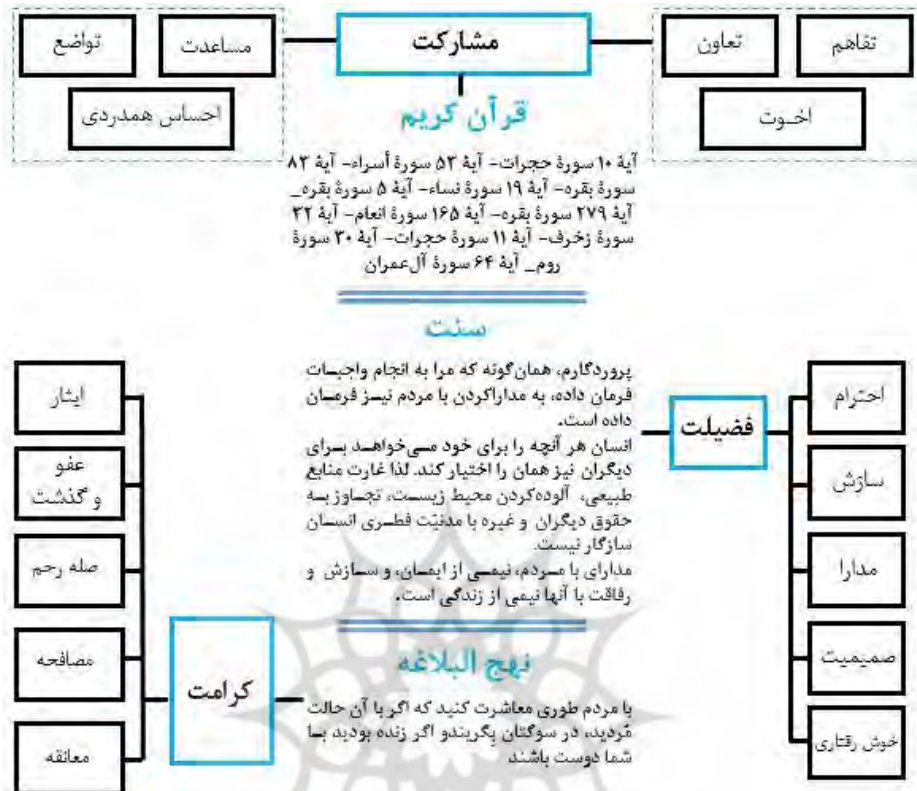 مشارکت
تفاهم
تعاون
اخوت
مساعدت
تواضع
احساس همدردی
قرآن کریم
آیهٔ ۱۰ سورهٔ حجرات- آیهٔ ۵۳ سورهٔ أسراء- آیهٔ ۸۳
سورهٔ بقره- آیهٔ ۱۹ سورهٔ نساء- آیهٔ ۵ سورهٔ بقره_
آیهٔ ۲۷۹ سورهٔ بقره- آیهٔ ۱۶۵ سورهٔ انعام- آیهٔ ۳۲
سورهٔ زخرف- آیهٔ ۱۱ سورهٔ حجرات- آیهٔ ۳۰ سورهٔ
روم_ آیهٔ ۶۴ سورهٔ آل‌عمران
سنت
پروردگارم، همان‌گونه که مرا به انجام واجبات
فرمان داده، به مداراکردن با مردم نیز فرمان
داده است.
انسان هر آنچه را برای خود می‌خواهد برای
دیگران نیز همان را اختیار کند. لذا غارت منابع
طبیعی، آلوده‌کردن محیط زیست، تجاوز به
حقوق دیگران و غیره با مدنیّت فطری انسان
سازگار نیست.
مدارای با مردم، نیمی از ایمان، و سازش و
رفاقت با آنها نیمی از زندگی است.
فضیلت
احترام
سازش
مدارا
صمیمیت
خوش رفتاری
نهج البلاغه
با مردم طوری معاشرت کنید که اگر با آن حالت
مُردید، در سوگتان بِگریندو اگر زنده بودید با
شما دوست باشند
کرامت
ایثار
عفو
و گذشت
صله رحم
مصافحه
معانقه